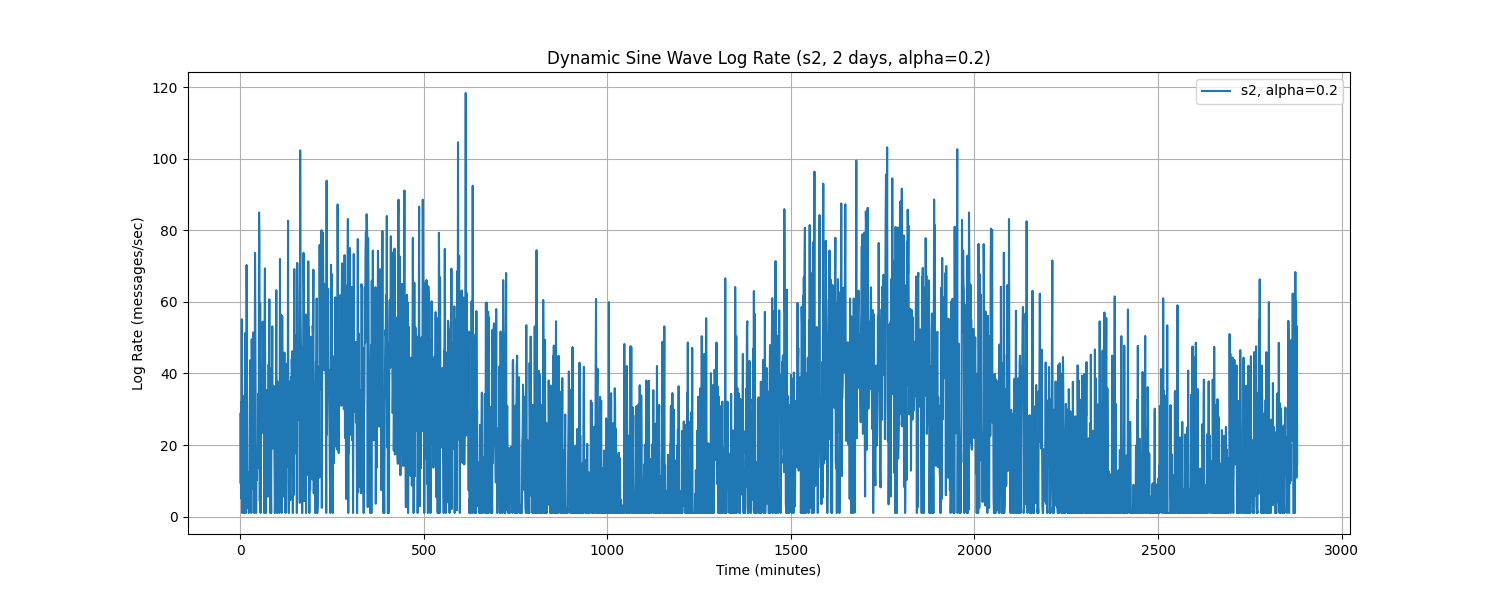 Dynamic Sine Wave Log Rate (s2, 2 days, alpha=0.2)
s2, alpha=0.2
120
100
80
60
40
20
0
Log Rate (messages/sec)
0 500 1000 1500 2000 2500 3000
Time (minutes)